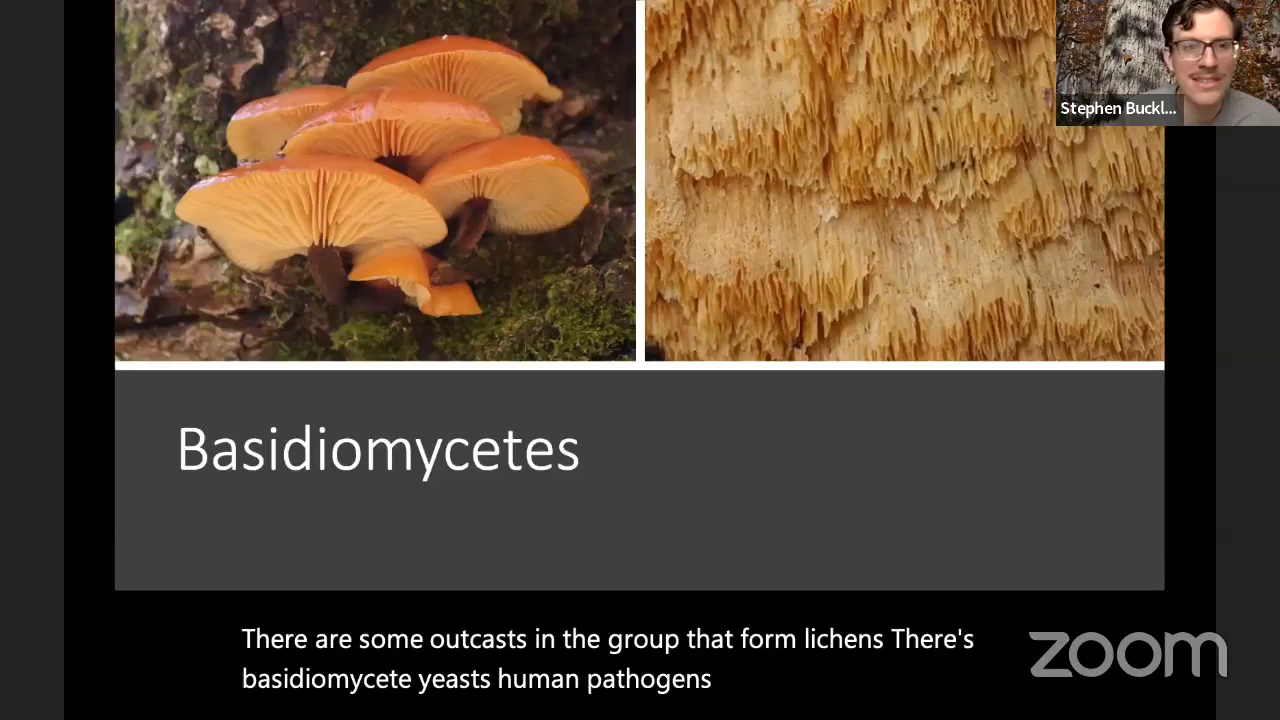 Stephen Buckl...
Basidiomycetes
There are some outcasts in the group that form lichens There's
basidiomycete yeasts human pathogens
zoom